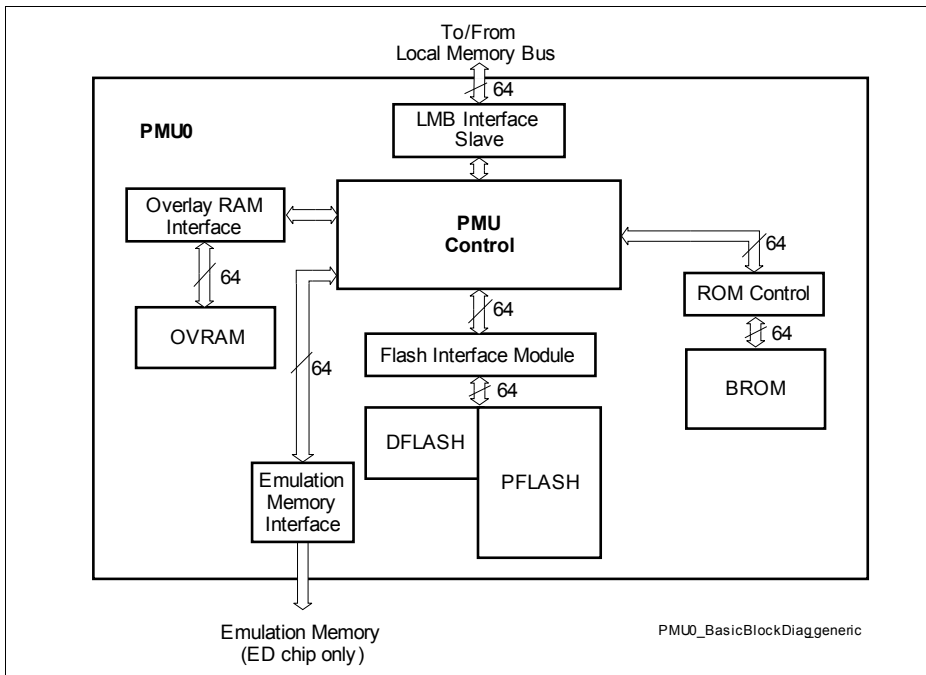 To/From
Local Memory Bus
64
LMB Interface
Slave
PMU0
Overlay RAM
Interface
PMU
Control
64
64
64
ROM Control
OVRAM
Flash Interface Module
64
64
64
BROM
DFLASH
PFLASH
Emulation
Memory
Interface
Emulation Memory
(ED chip only)
PMU0_BasicBlockDiag.generic